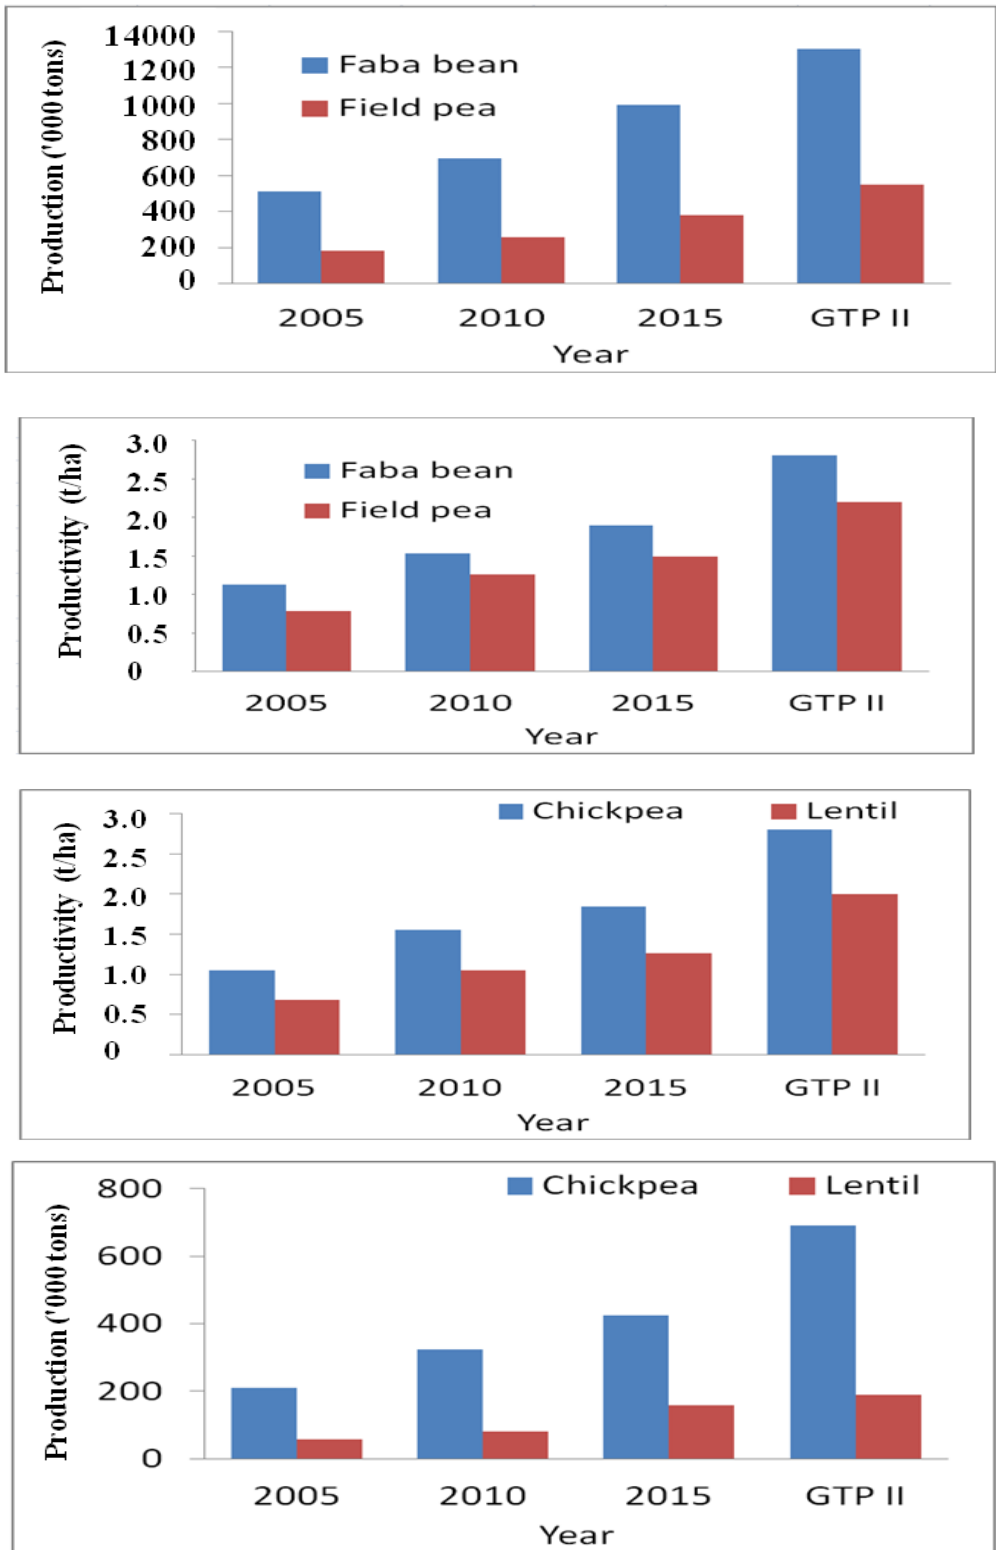 14000
1200
1000
800
600
400
200
0
Production ('000 tons)
Faba bean
Field pea
2005 2010 2015 GTP II
Year
3.0
2.5
2.0
1.5
1.0
0.5
0
Productivity (t/ha)
Faba bean
Field pea
2005 2010 2015 GTP II
Year
Chickpea Lentil
3.0
2.5
2.0
1.5
1.0
0.5
0
Productivity (t/ha)
2005 2010 2015 GTP II
Year
Chickpea Lentil
800
600
400
200
0
Production ('000 tons)
2005 2010 2015 GTP II
Year